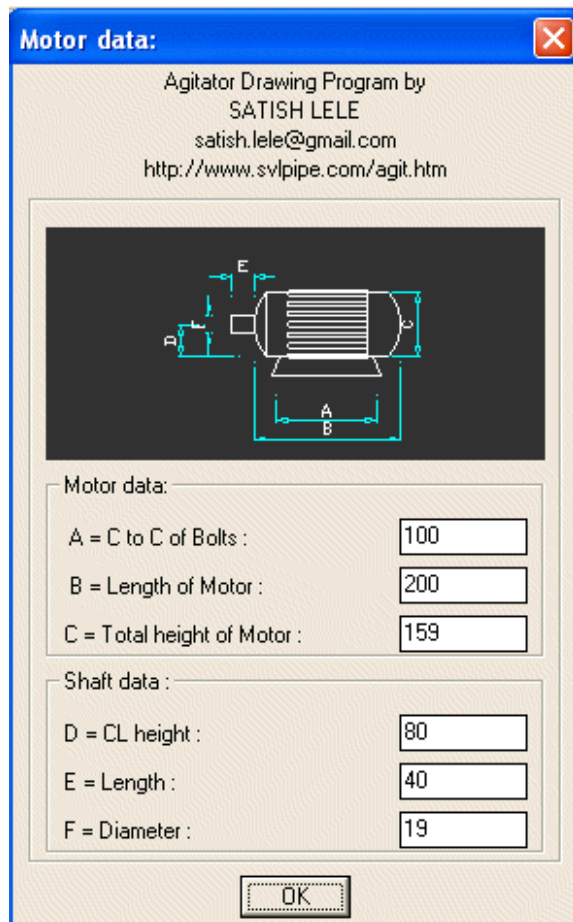 Motor data:
Agitator Drawing Program by
SATISH LELE
satish.lele@gmail.com
http://www.svlpipe.com/agit.htm
E
D
F
C
A
B
Motor data:
A = C to C of Bolts : 100
B = Length of Motor : 200
C = Total height of Motor : 159
Shaft data :
D = CL height : 80
E = Length : 40
F = Diameter : 19
OK